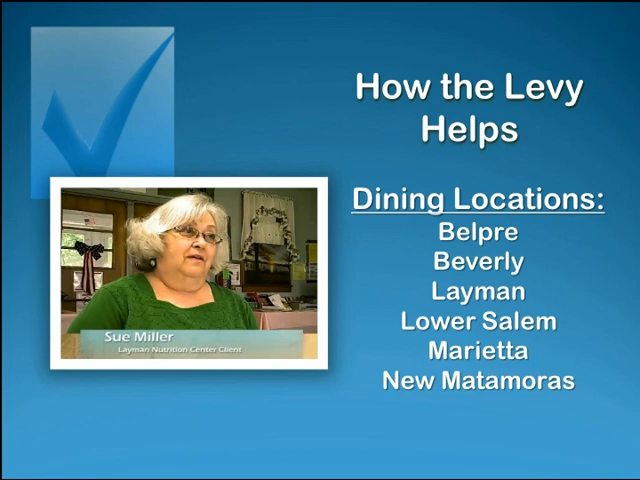 How the Levy
Helps
Dining Locations:
Belpre
Beverly
Layman
Lower Salem
Marietta
New Matamoras
Sue Miller
Layman Nutrition Center Client